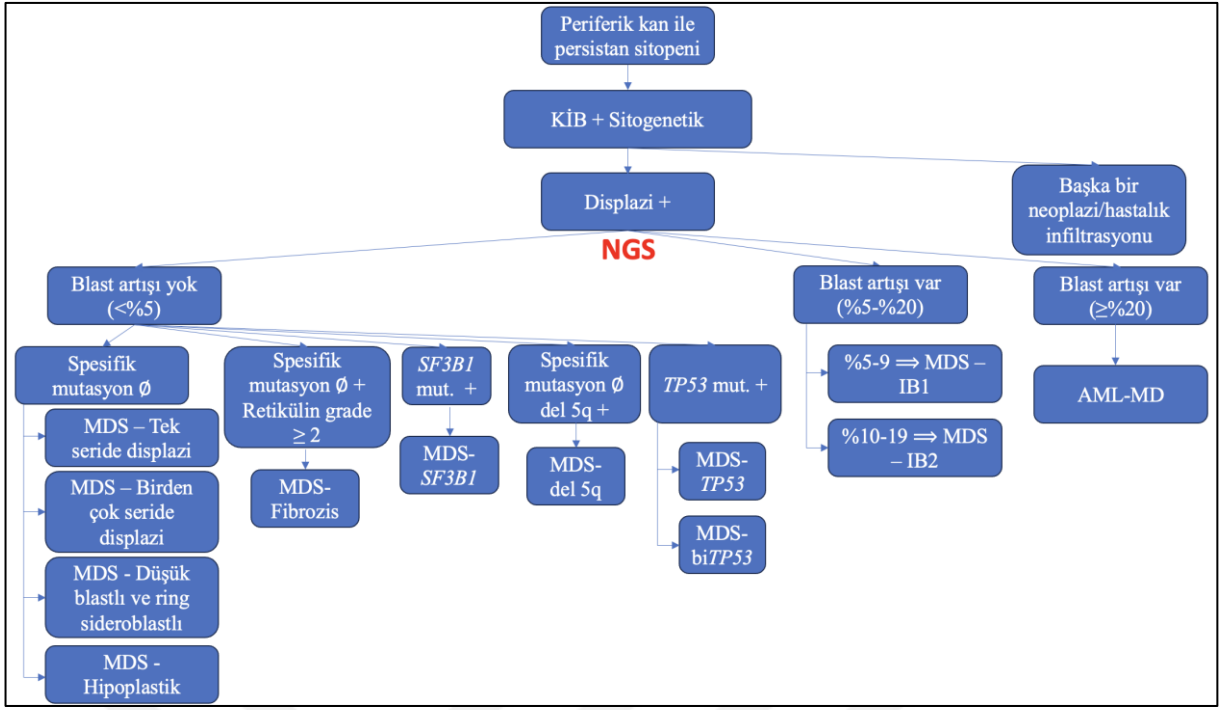 Periferik kan ile
persistan sitopeni
KİB + Sitogenetik
Displazi +
Başka bir
neoplazi/hastalık
infiltrasyonu
NGS
Blast artışı yok
(<%5)
Blast artışı var
(%5-%20)
Blast artışı var
(≥%20)
Spesifik
mutasyon ∅
Spesifik
mutasyon ∅ +
Retikülin grade
≥ 2
SF3B1
mut. +
Spesifik
mutasyon ∅
del 5q +
TP53 mut. +
%5-9 ⟹ MDS –
IB1
%10-19 ⟹ MDS
– IB2
AML-MD
MDS – Tek
seride displazi
MDS – Birden
çok seride
displazi
MDS - Düşük
blastlı ve ring
sideroblastlı
MDS -
Hipoplastik
MDS-
Fibrozis
MDS-
SF3B1
MDS-
del 5q
MDS-
TP53
MDS-
biTP53